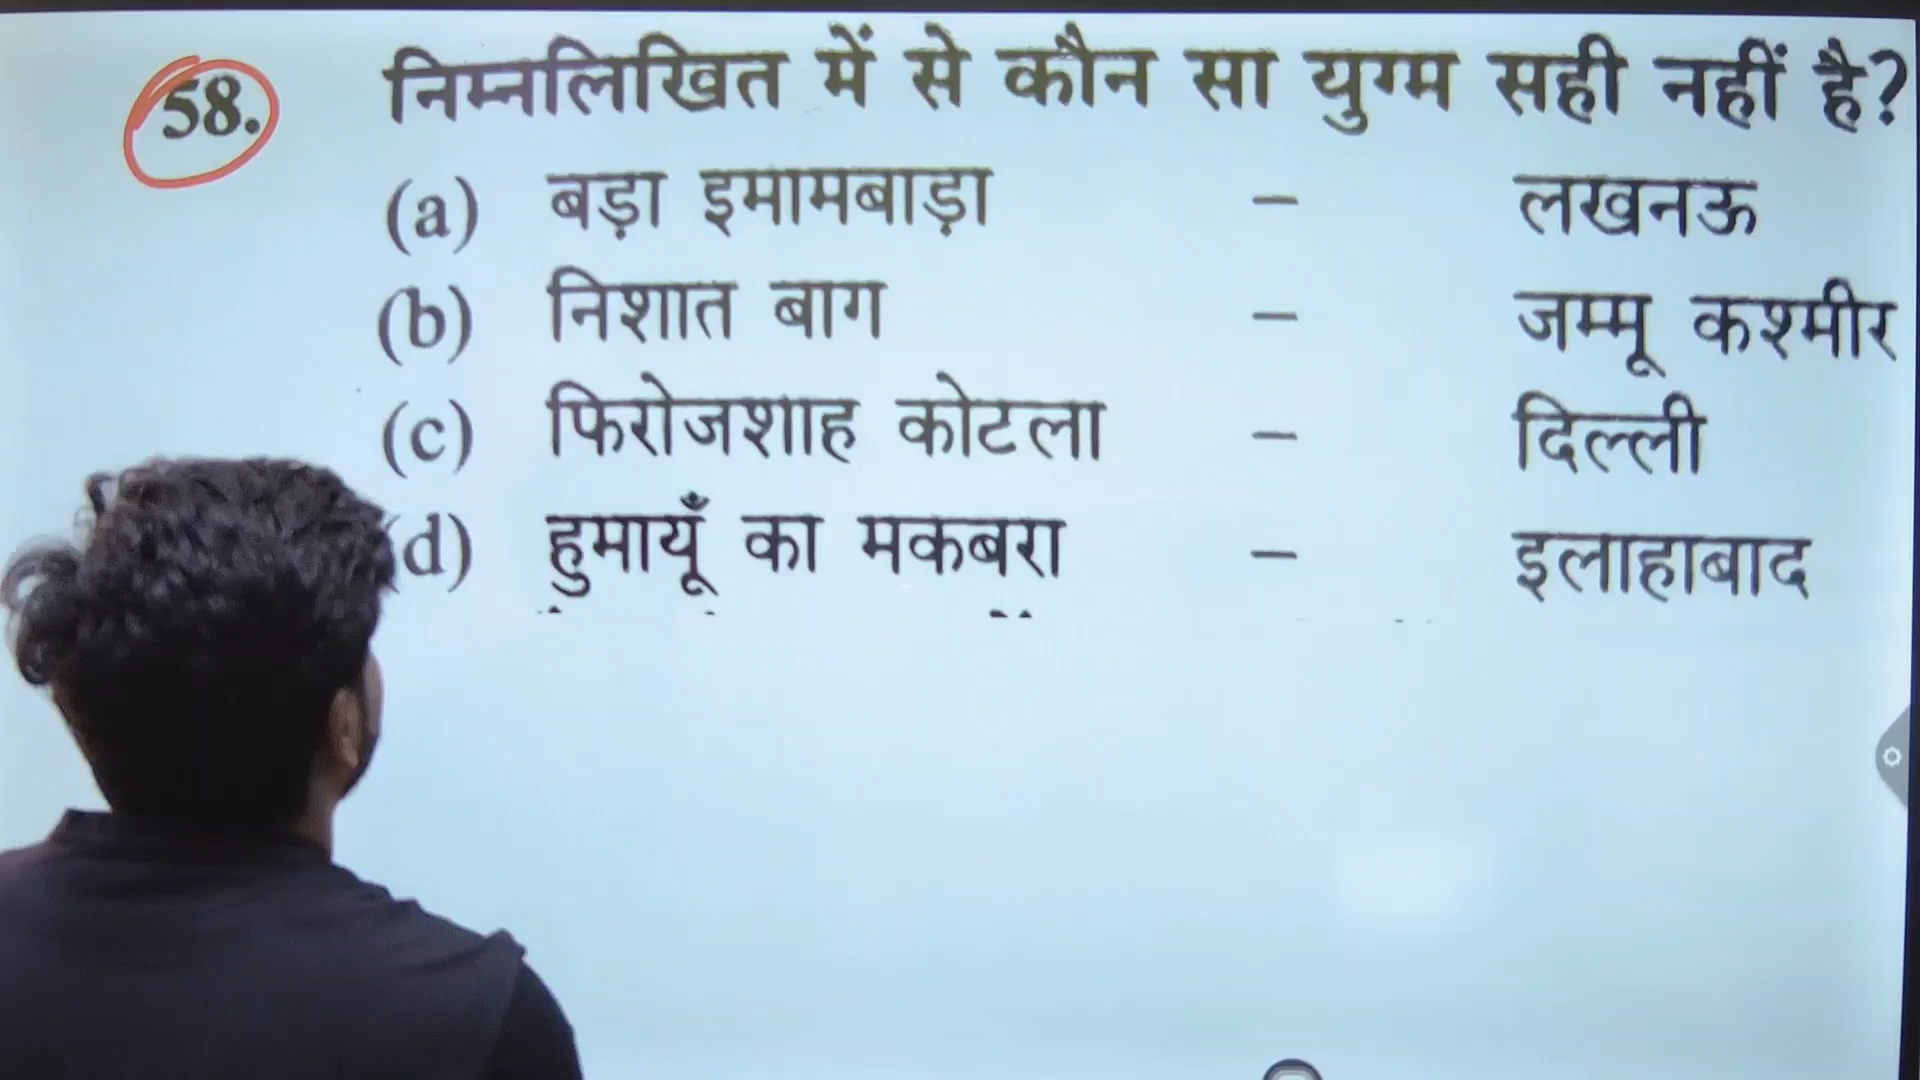 58. निम्नलिखित में से कौन सा युग्म सही नहीं है?
(a) बड़ा इमामबाड़ा – लखनऊ
(b) निशात बाग – जम्मू कश्मीर
(c) फिरोजशाह कोटला – दिल्ली
(d) हुमायूँ का मकबरा – इलाहाबाद